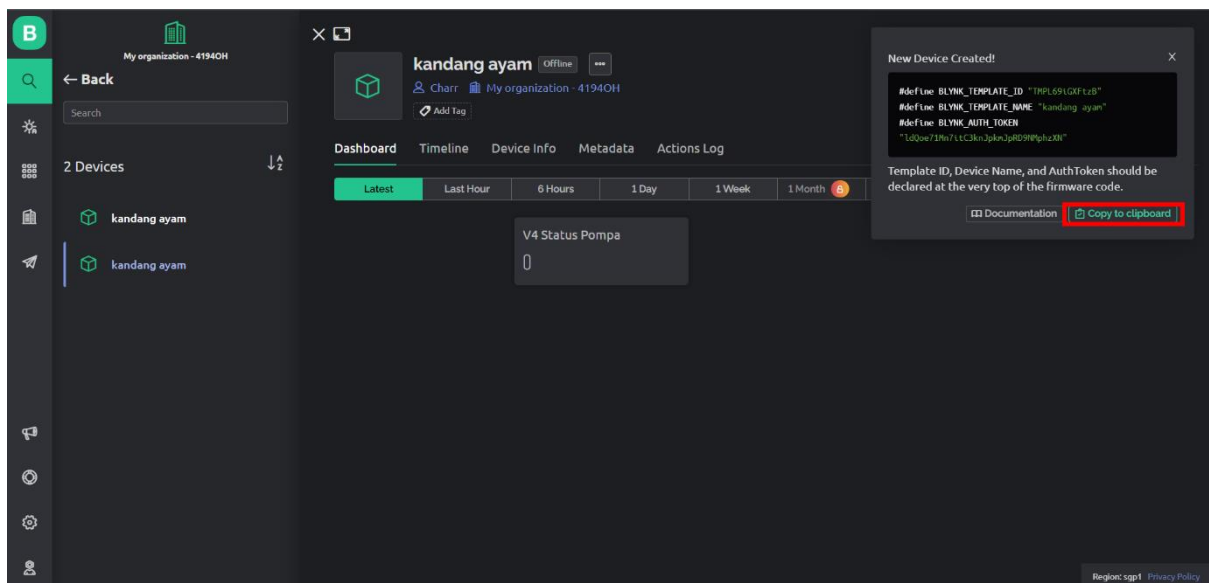 B
My organization - 4194OH
← Back
Search
2 Devices
kandang ayam
kandang ayam
kandang ayam Offline
Charr My organization - 4194OH
Add Tag
Dashboard Timeline Device Info Metadata Actions Log
Latest Last Hour 6 Hours 1 Day 1 Week 1 Month
V4 Status Pompa
0
New Device Created!
#define BLYNK_TEMPLATE_ID "TMPL69tGXFtzB"
#define BLYNK_TEMPLATE_NAME "kandang ayam"
#define BLYNK_AUTH_TOKEN
Template ID, Device Name, and AuthToken should be
declared at the very top of the firmware code.
Documentation Copy to clipboard
Region: sgp1 Privacy Policy